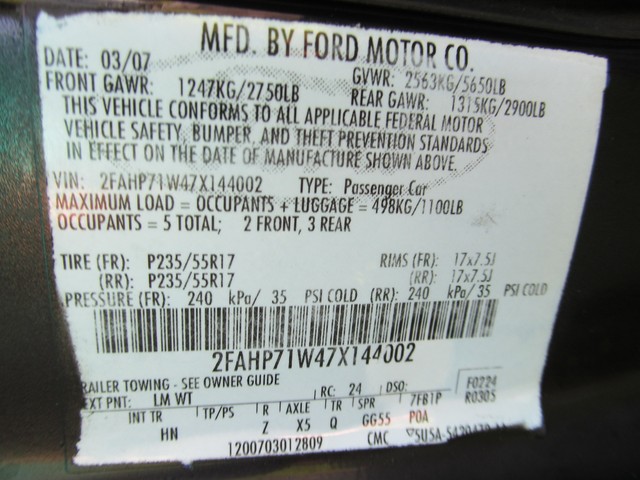 MFD. BY FORD MOTOR CO.
DATE: 03/07 GVWR: 2563KG/5650LB
FRONT GAWR: 1247KG/2750LB REAR GAWR: 1315KG/2900LB
THIS VEHICLE CONFORMS TO ALL APPLICABLE FEDERAL MOTOR
VEHICLE SAFETY, BUMPER, AND THEFT PREVENTION STANDARDS
IN EFFECT ON THE DATE OF MANUFACTURE SHOWN ABOVE.
VIN: 2FAHP71W47X144002 TYPE: Passenger Car
MAXIMUM LOAD = OCCUPANTS + LUGGAGE = 498KG/1100LB
OCCUPANTS = 5 TOTAL; 2 FRONT, 3 REAR
TIRE (FR): P235/55R17 RIMS (FR): 17x7.5J
(RR): P235/55R17 (RR): 17x7.5J
PRESSURE (FR): 240 kPa/ 35 PSI COLD (RR): 240 kPa/ 35 PSI COLD
2FAHP71W47X144002
RAILER TOWING - SEE OWNER GUIDE
EXT PNT: LM WT RC: 24 DSO: F0224
INT TR TP/PS R AXLE TR SPR 7FB1P R0305
HN Z X5 Q GG55 POA
1200703012809 CMC